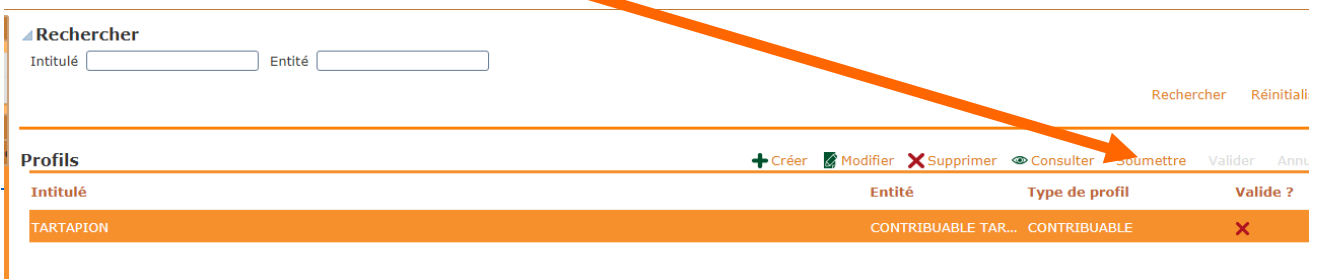 Rechercher
Intitulé Entité
Rechercher Réinitialis
Profils Créer Modifier Supprimer Consulter Soumettre Valider Annu
Intitulé Entité Type de profil Valide ?
TARTAPION CONTRIBUABLE TAR... CONTRIBUABLE